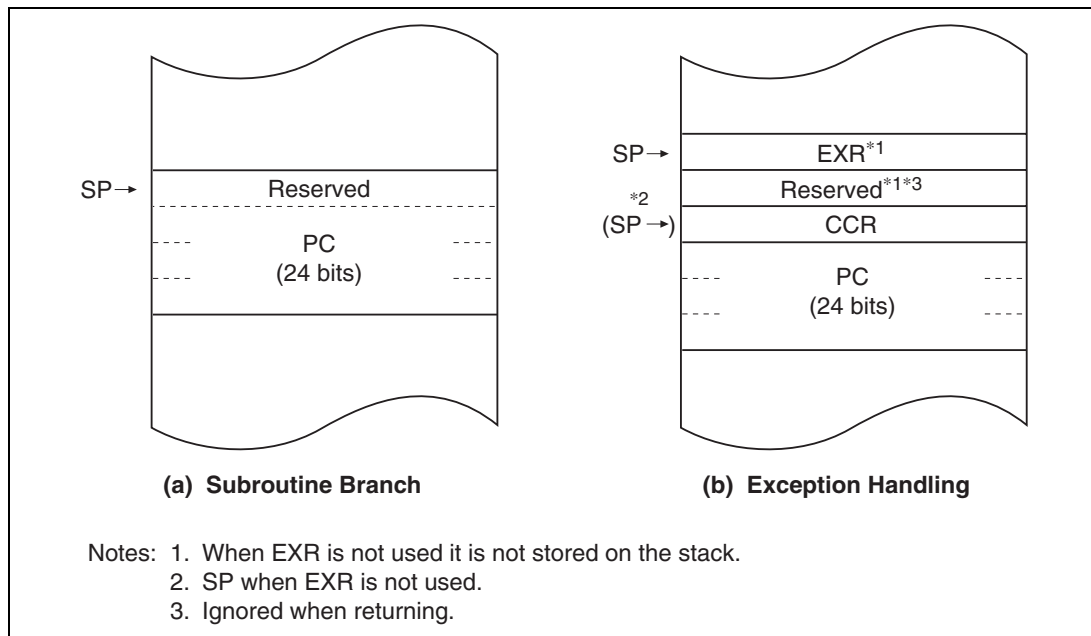 SP→
Reserved
PC
(24 bits)
(a) Subroutine Branch
SP→
EXR*1
Reserved*1*3
*2
(SP→)
CCR
PC
(24 bits)
(b) Exception Handling
Notes: 1. When EXR is not used it is not stored on the stack.
2. SP when EXR is not used.
3. Ignored when returning.